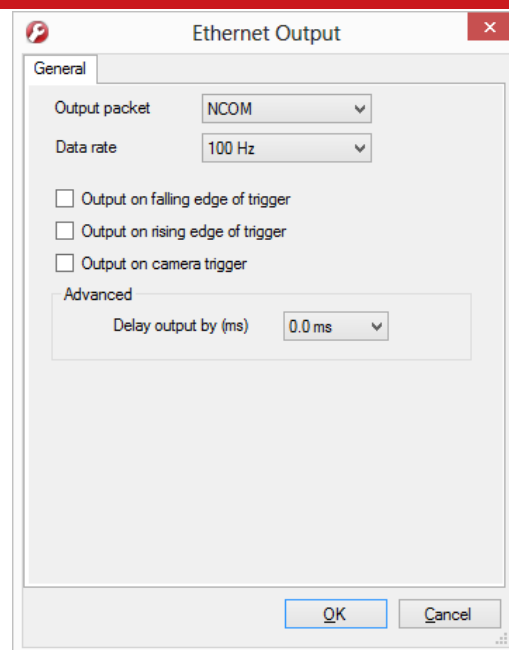 Ethernet Output
General
Output packet NCOM
Data rate 100 Hz
Output on falling edge of trigger
Output on rising edge of trigger
Output on camera trigger
Advanced
Delay output by (ms) 0.0 ms
OK Cancel